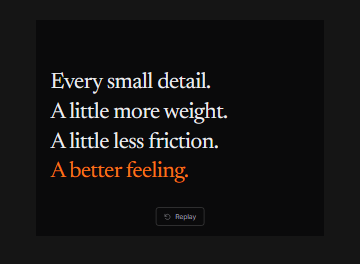 Every small detail.
A little more weight.
A little less friction.
A better feeling.
Replay